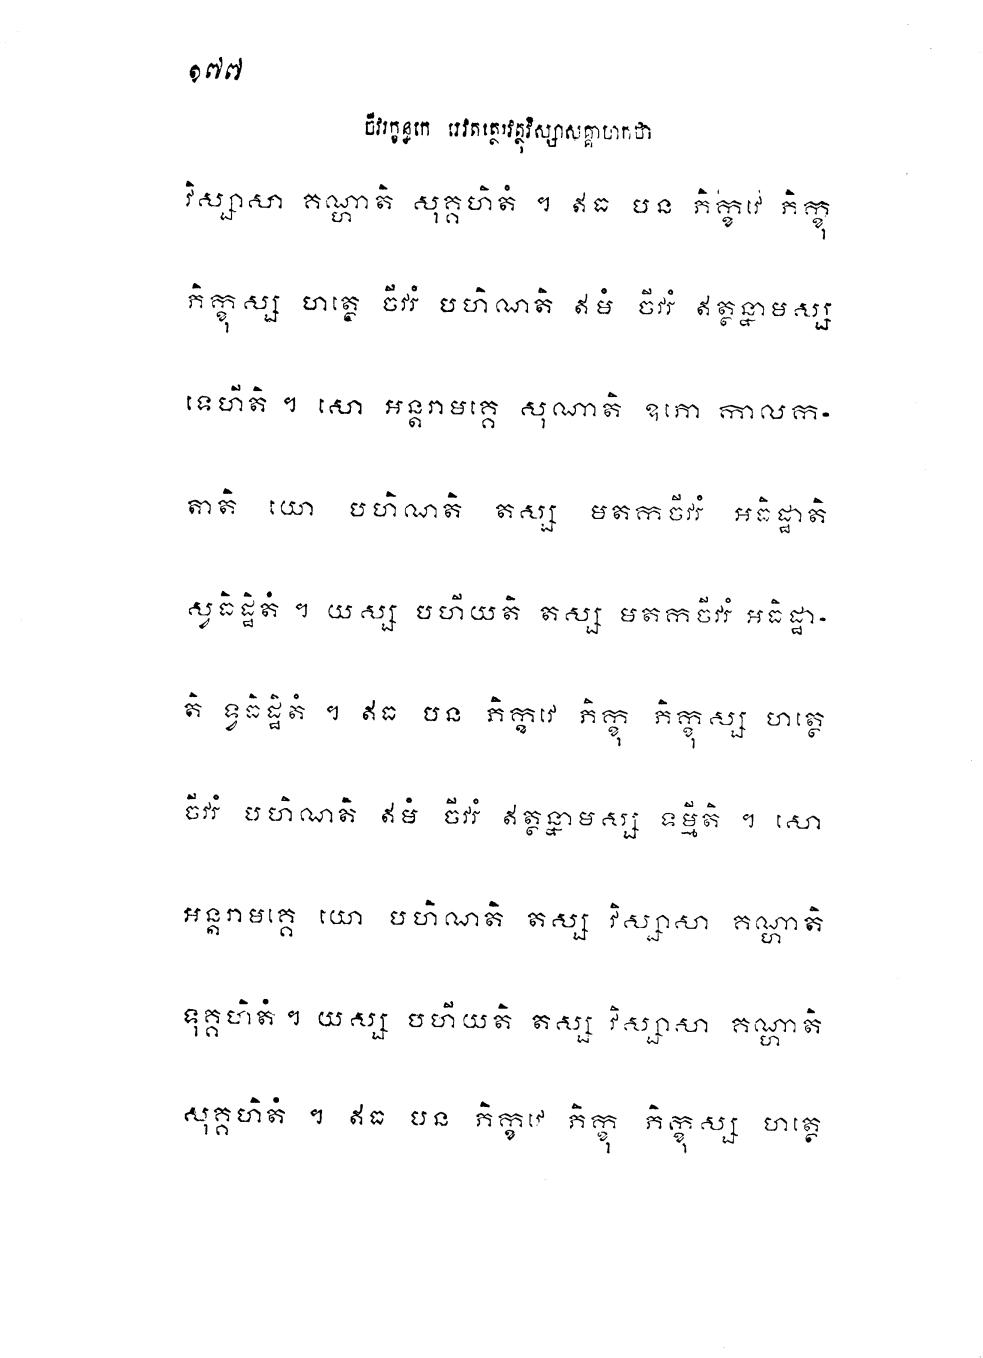 ១៧៧
ចីវរក្ខន្ធកេ រេវតត្ថេរវត្ថុវិស្សាសគ្គាហកថា
វិស្សាសា គណ្ហាតិ សុគ្គហិតំ ។ ឥធ បន ភិក្ខវេ ភិក្ខុ
ភិក្ខុស្ស ហត្ថេ ចីវរំ បហិណតិ ឥមំ ចីវរំ ឥត្ថន្នាមស្ស
ទេហីតិ ។ សោ អន្តរាមគ្គេ សុណាតិ ឧភោ កាលក-
តាតិ យោ បហិណតិ តស្ស មតកចីវរំ អធិដ្ឋាតិ
ស្វធិដ្ឋិតំ ។ យស្ស បហីយតិ តស្ស មតកចីវរំ អធិដ្ឋា-
តិ ទ្វធិដ្ឋិតំ ។ ឥធ បន ភិក្ខវេ ភិក្ខុ ភិក្ខុស្ស ហត្ថេ
ចីវរំ បហិណតិ ឥមំ ចីវរំ ឥត្ថន្នាមស្ស ទម្មីតិ ។ សោ
អន្តរាមគ្គេ យោ បហិណតិ តស្ស វិស្សាសា គណ្ហាតិ
ទុគ្គហិតំ ។ យស្ស បហីយតិ តស្ស វិស្សាសា គណ្ហាតិ
សុគ្គហិតំ ។ ឥធ បន ភិក្ខវេ ភិក្ខុ ភិក្ខុស្ស ហត្ថេ